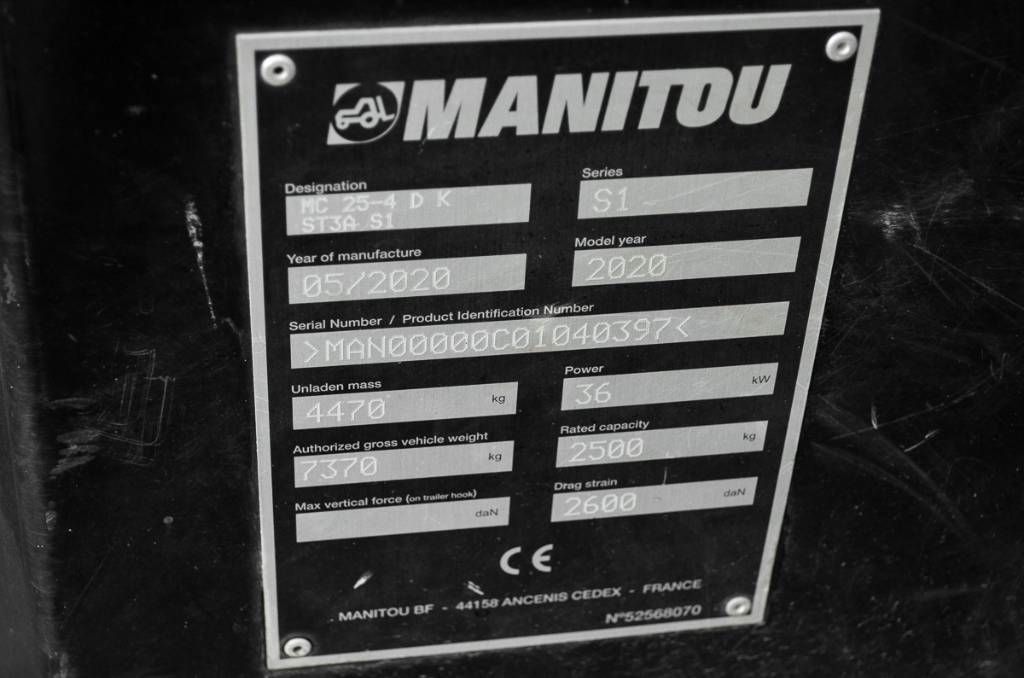 MANITOU
Designation
MC 25-4 D K
ST3A S1
Series
S1
Year of manufacture
05/2020
Model year
2020
Serial Number / Product Identification Number
>MAN00000C01040397<
Unladen mass
4470 kg
Power
36 kW
Authorized gross vehicle weight
7370 kg
Rated capacity
2500 kg
Max vertical force (on trailer hook)
daN
Drag strain
2600 daN
CE
MANITOU BF - 44158 ANCENIS CEDEX - FRANCE
N°52568070